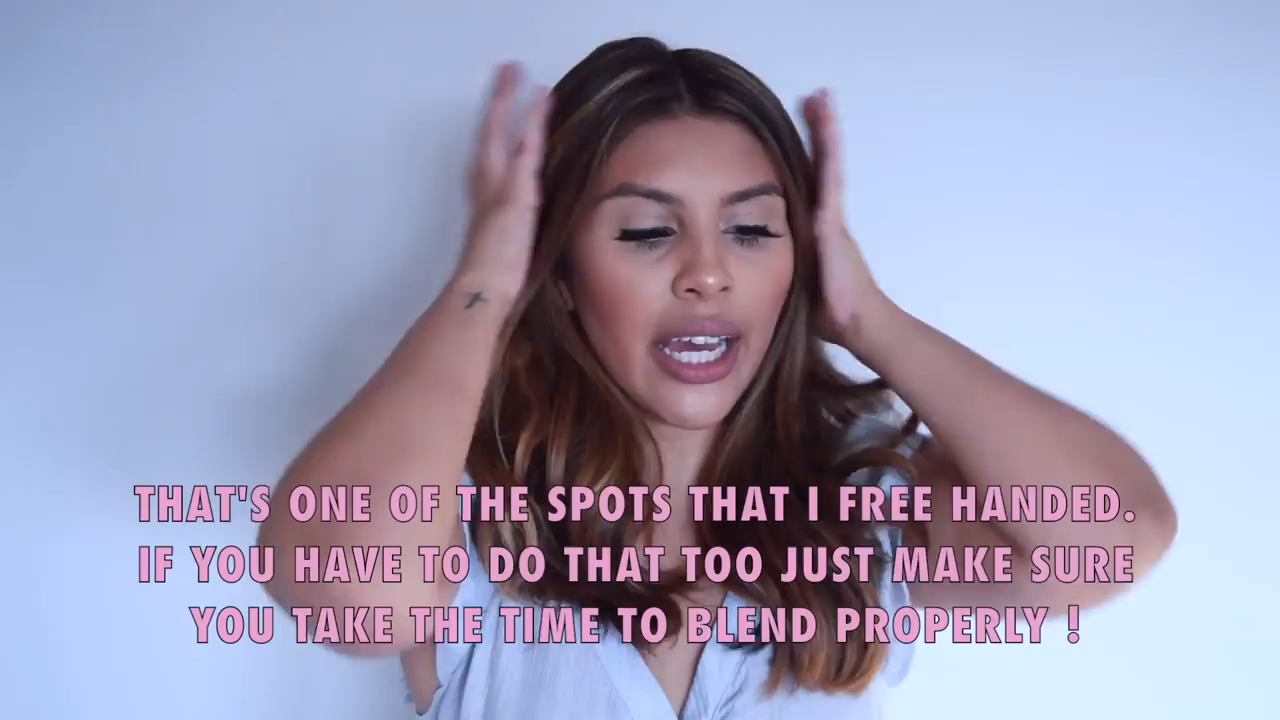 THAT'S ONE OF THE SPOTS THAT I FREE HANDED.
IF YOU HAVE TO DO THAT TOO JUST MAKE SURE
YOU TAKE THE TIME TO BLEND PROPERLY !